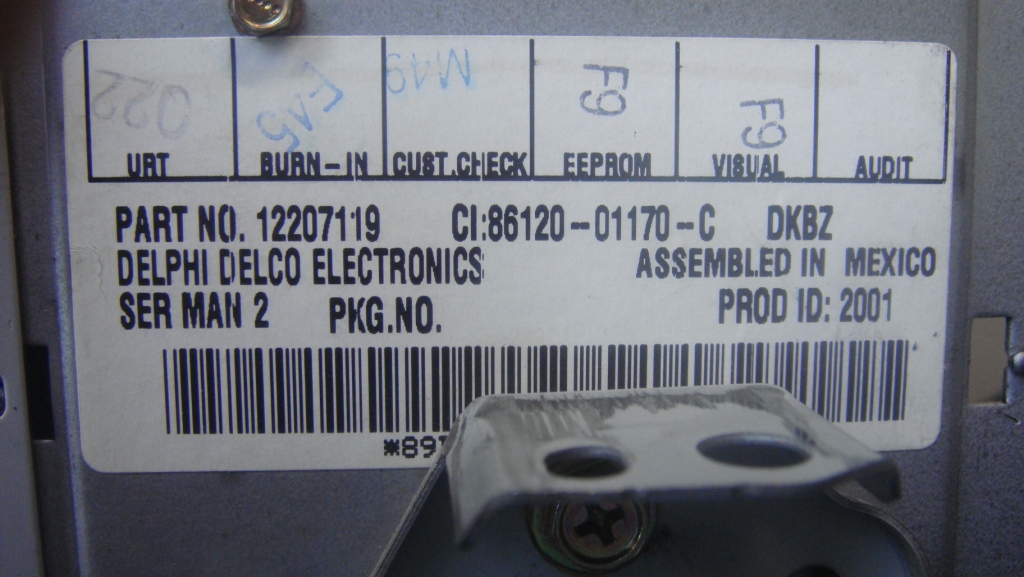 022 EA5 M49 F9 F9
URT BURN-IN CUST.CHECK EEPROM VISUAL AUDIT
PART NO. 12207119 CI:86120-01170-C DKBZ
DELPHI DELCO ELECTRONICS ASSEMBLED IN MEXICO
SER MAN 2 PKG.NO. PROD ID: 2001
*89